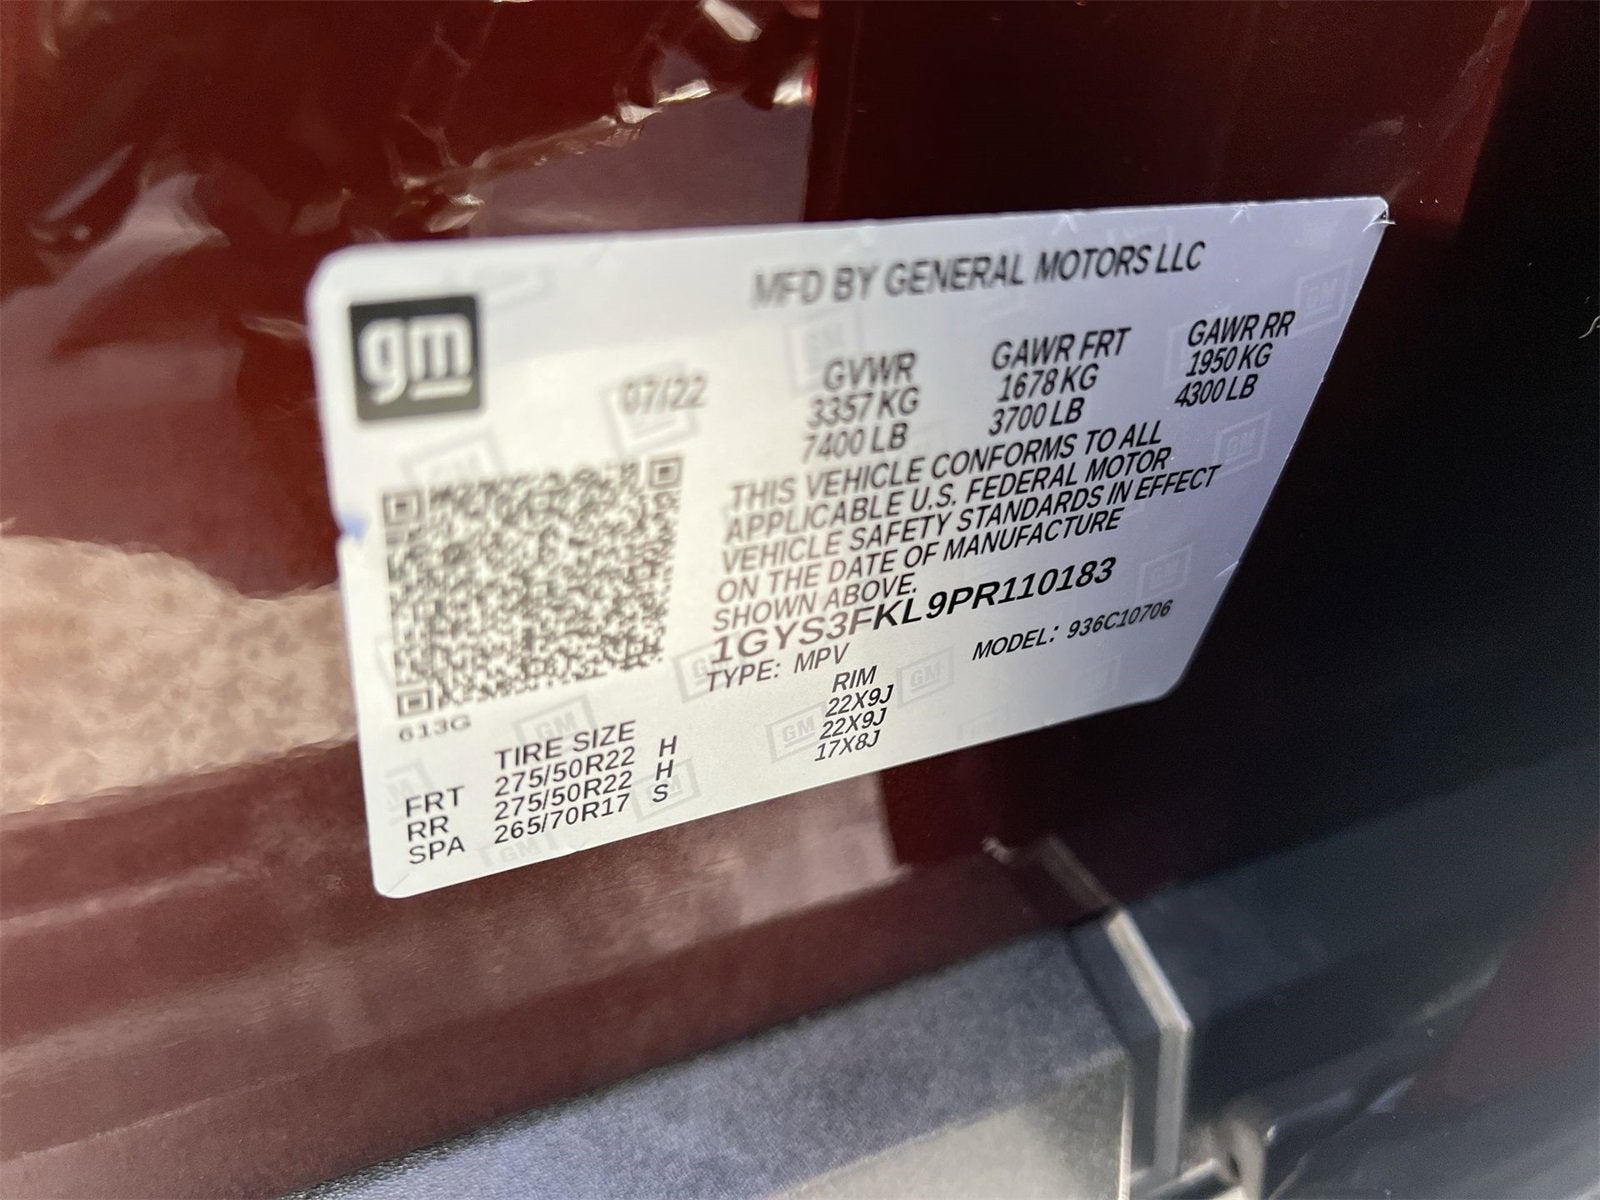 MFD BY GENERAL MOTORS LLC
gm
07/22
GVWR GAWR FRT GAWR RR
3357 KG 1678 KG 1950 KG
7400 LB 3700 LB 4300 LB
THIS VEHICLE CONFORMS TO ALL
APPLICABLE U.S. FEDERAL MOTOR
VEHICLE SAFETY STANDARDS IN EFFECT
ON THE DATE OF MANUFACTURE
SHOWN ABOVE.
1GYS3FKL9PR110183
TYPE: MPV MODEL: 936C10706
613G
TIRE SIZE RIM
FRT 275/50R22 H 22X9J
RR 275/50R22 H 22X9J
SPA 265/70R17 S 17X8J